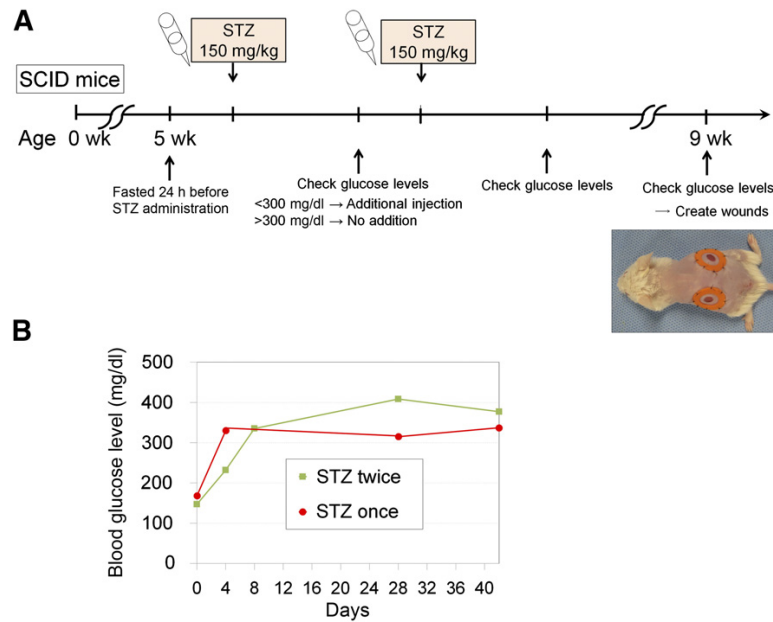 A
STZ
150 mg/kg
STZ
150 mg/kg
SCID mice
Age
0 wk
5 wk
9 wk
Fasted 24 h before
STZ administration
Check glucose levels
<300 mg/dl → Additional injection
>300 mg/dl → No addition
Check glucose levels
Check glucose levels
→ Create wounds
B
Blood glucose level (mg/dl)
500
400
300
200
100
0
STZ twice
STZ once
0 4 8 12 16 20 24 28 32 36 40
Days